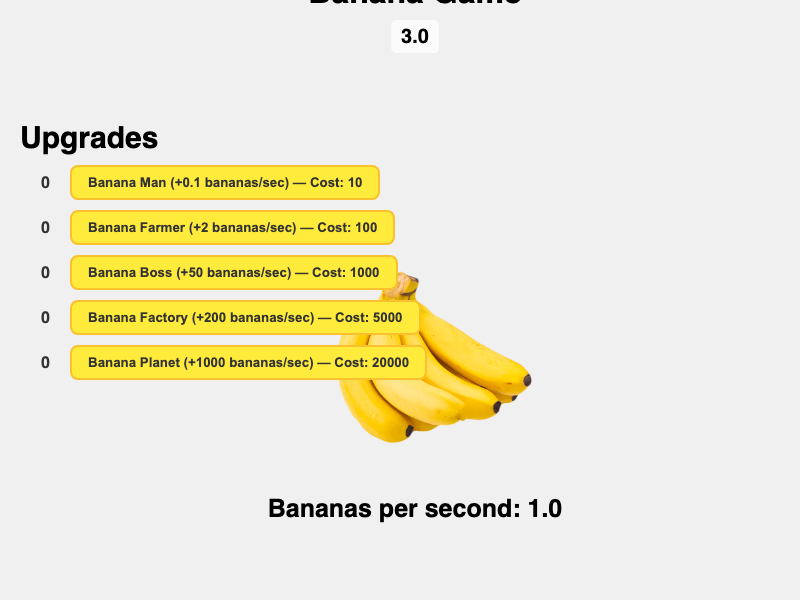 Banana Game
3.0
Upgrades
0 Banana Man (+0.1 bananas/sec) — Cost: 10
0 Banana Farmer (+2 bananas/sec) — Cost: 100
0 Banana Boss (+50 bananas/sec) — Cost: 1000
0 Banana Factory (+200 bananas/sec) — Cost: 5000
0 Banana Planet (+1000 bananas/sec) — Cost: 20000
Bananas per second: 1.0